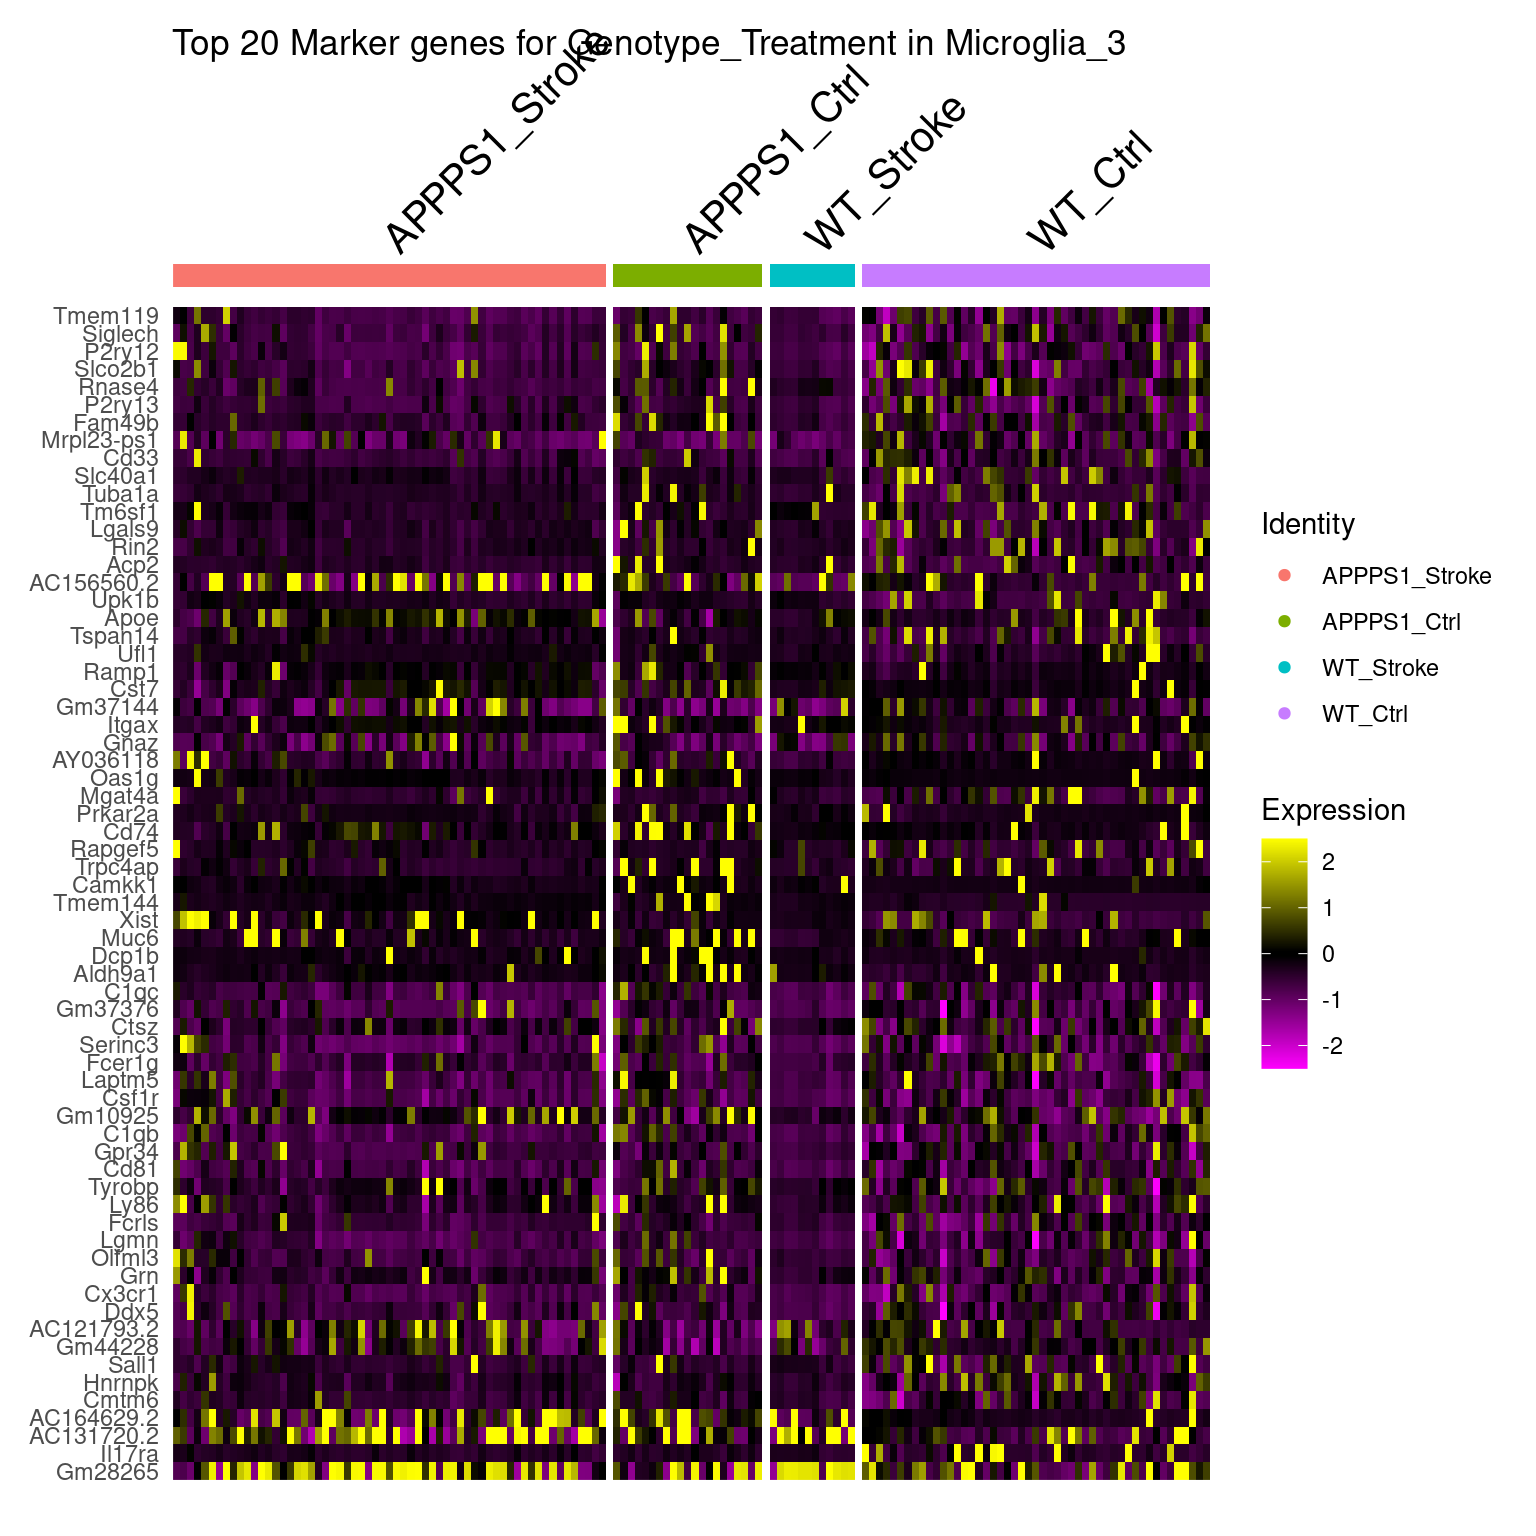 Top 20 Marker genes for Genotype_Treatment in Microglia_3
APPPS1_Stroke
APPPS1_Ctrl
WT_Stroke
WT_Ctrl
Tmem119
Siglech
P2ry12
Slco2b1
Rnase4
P2ry13
Fam49b
Mrpl23-ps1
Cd33
Slc40a1
Tuba1a
Tm6sf1
Lgals9
Rin2
Acp2
AC156560.2
Upk1b
Apoe
Tspan14
Ufl1
Ramp1
Cst7
Gm37144
Itgax
Gnaz
AY036118
Oas1g
Mgat4a
Prkar2a
Cd74
Rapgef5
Trpc4ap
Camkk1
Tmem144
Xist
Muc6
Dcp1b
Aldh9a1
C1qc
Gm37376
Ctsz
Serinc3
Fcer1g
Laptm5
Csf1r
Gm10925
C1qb
Gpr34
Cd81
Tyrobp
Ly86
Fcrls
Lgmn
Olfml3
Grn
Cx3cr1
Ddx5
AC121793.2
Gm44228
Sall1
Hnrnpk
Cmtm6
AC164629.2
AC131720.2
Il17ra
Gm28265
Identity
APPPS1_Stroke
APPPS1_Ctrl
WT_Stroke
WT_Ctrl
Expression
2
1
0
-1
-2